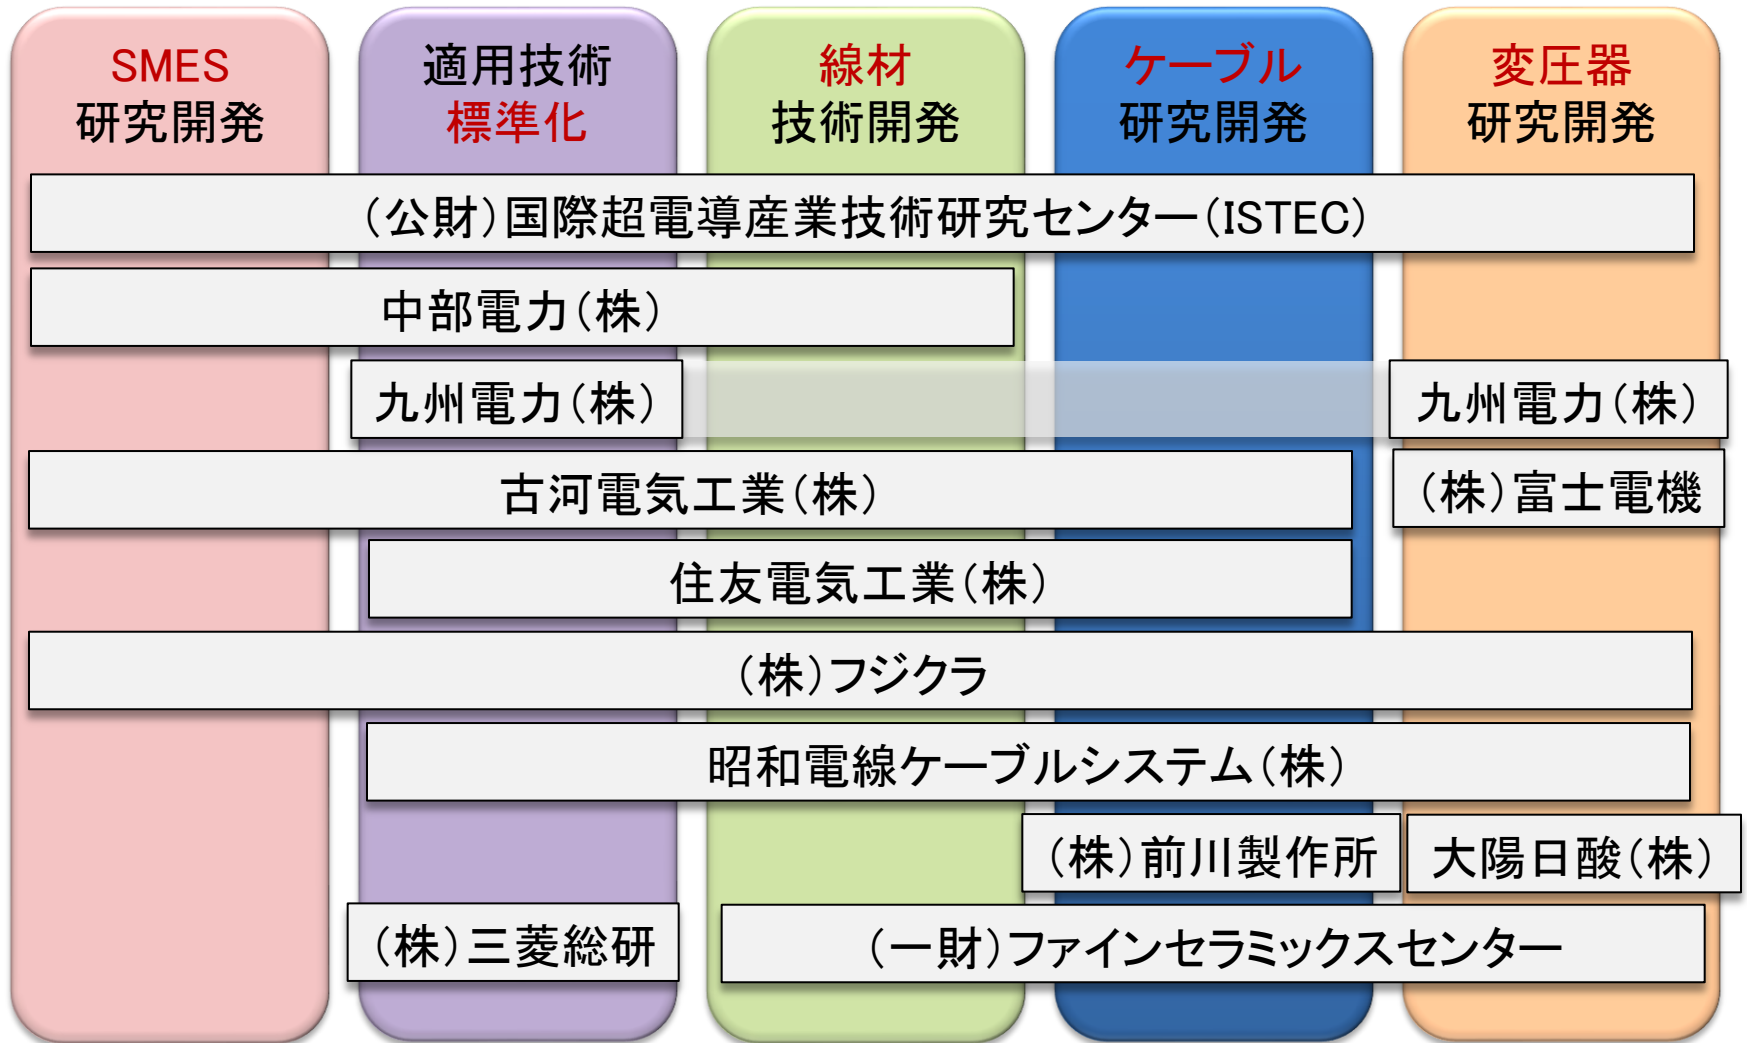 SMES
研究開発
適用技術
標準化
線材
技術開発
ケーブル
研究開発
変圧器
研究開発
（公財）国際超電導産業技術研究センター（ISTEC）
中部電力（株）
九州電力（株）
九州電力（株）
古河電気工業（株）
（株）富士電機
住友電気工業（株）
（株）フジクラ
昭和電線ケーブルシステム（株）
（株）前川製作所
大陽日酸（株）
（株）三菱総研
（一財）ファインセラミックスセンター